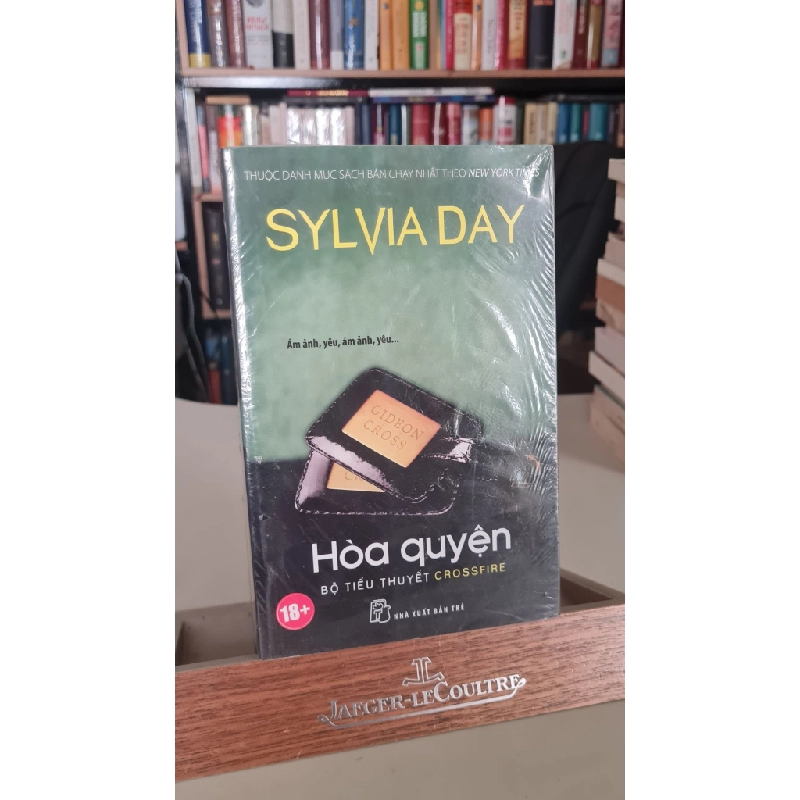 THUỘC DANH MỤC SÁCH BÁN CHẠY NHẤT THEO NEW YORK TIMES
SYLVIA DAY
Ám ảnh, yêu, ám ảnh, yêu...
GIDEON
CROSS
Hòa quyện
BỘ TIỂU THUYẾT CROSSFIRE
18+
NHÀ XUẤT BẢN TRẺ
JAEGER-LECOULTRE